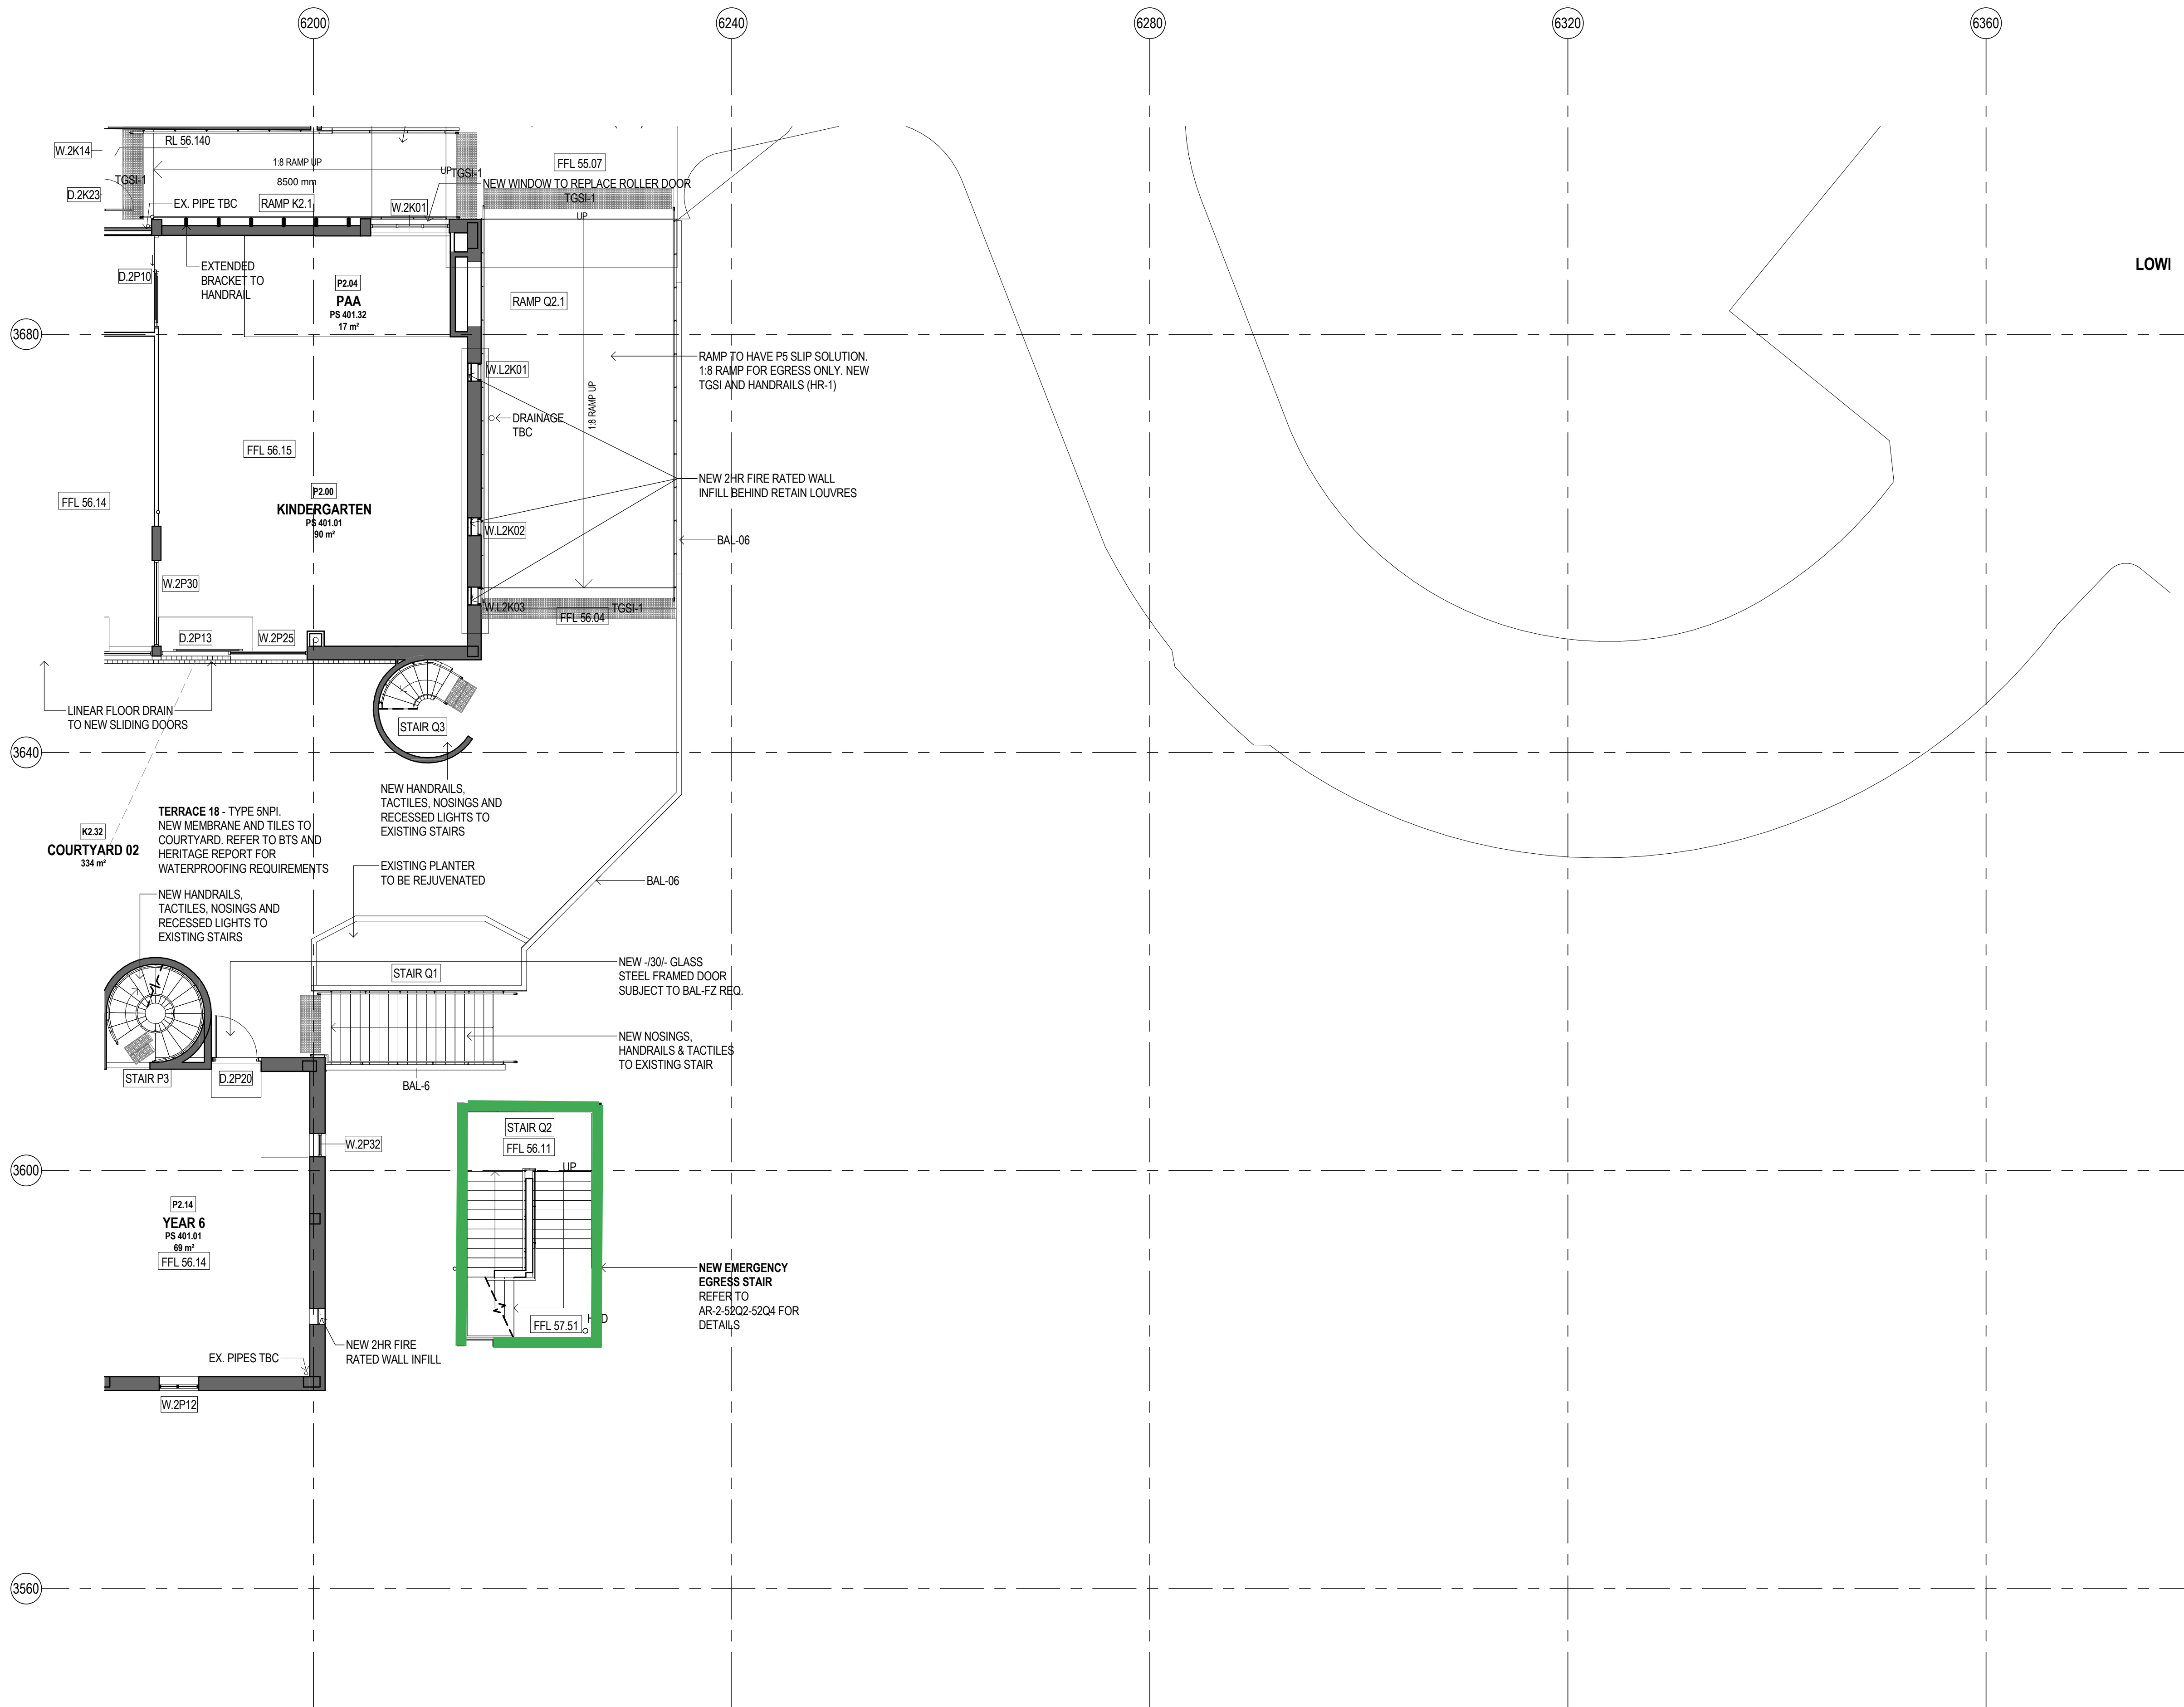 6200
6240
6280
6320
6360
RL 56.140
W.2K14
1:8 RAMP UP
FFL 55.07
UP
TGSI-1
TGSI-1
8500 mm
NEW WINDOW TO REPLACE ROLLER DOOR
D.2K23
TGSI-1
EX. PIPE TBC
RAMP K2.1
W.2K01
UP
LOWI
EXTENDED
BRACKET TO
HANDRAIL
D.2P10
P2.04
PAA
PS 401.32
17 m²
RAMP Q2.1
3680
RAMP TO HAVE P5 SLIP SOLUTION.
1:8 RAMP FOR EGRESS ONLY. NEW
TGSI AND HANDRAILS (HR-1)
W.L2K01
1:8 RAMP UP
DRAINAGE
TBC
FFL 56.15
NEW 2HR FIRE RATED WALL
INFILL BEHIND RETAIN LOUVRES
P2.00
KINDERGARTEN
PS 401.01
90 m²
FFL 56.14
W.L2K02
BAL-06
W.2P30
W.L2K03
TGSI-1
FFL 56.04
D.2P13
W.2P25
LINEAR FLOOR DRAIN
TO NEW SLIDING DOORS
STAIR Q3
3640
NEW HANDRAILS,
TACTILES, NOSINGS AND
RECESSED LIGHTS TO
EXISTING STAIRS
TERRACE 18 - TYPE 5NPI.
NEW MEMBRANE AND TILES TO
COURTYARD. REFER TO BTS AND
HERITAGE REPORT FOR
WATERPROOFING REQUIREMENTS
K2.32
COURTYARD 02
334 m²
EXISTING PLANTER
TO BE REJUVENATED
BAL-06
NEW HANDRAILS,
TACTILES, NOSINGS AND
RECESSED LIGHTS TO
EXISTING STAIRS
STAIR Q1
NEW -/30/- GLASS
STEEL FRAMED DOOR
SUBJECT TO BAL-FZ REQ.
NEW NOSINGS,
HANDRAILS & TACTILES
TO EXISTING STAIR
STAIR P3
D.2P20
BAL-6
STAIR Q2
FFL 56.11
W.2P32
UP
3600
P2.14
YEAR 6
PS 401.01
69 m²
FFL 56.14
NEW EMERGENCY
EGRESS STAIR
REFER TO
AR-2-52Q2-52Q4 FOR
DETAILS
FFL 57.51
NEW 2HR FIRE
RATED WALL INFILL
EX. PIPES TBC
W.2P12
3560